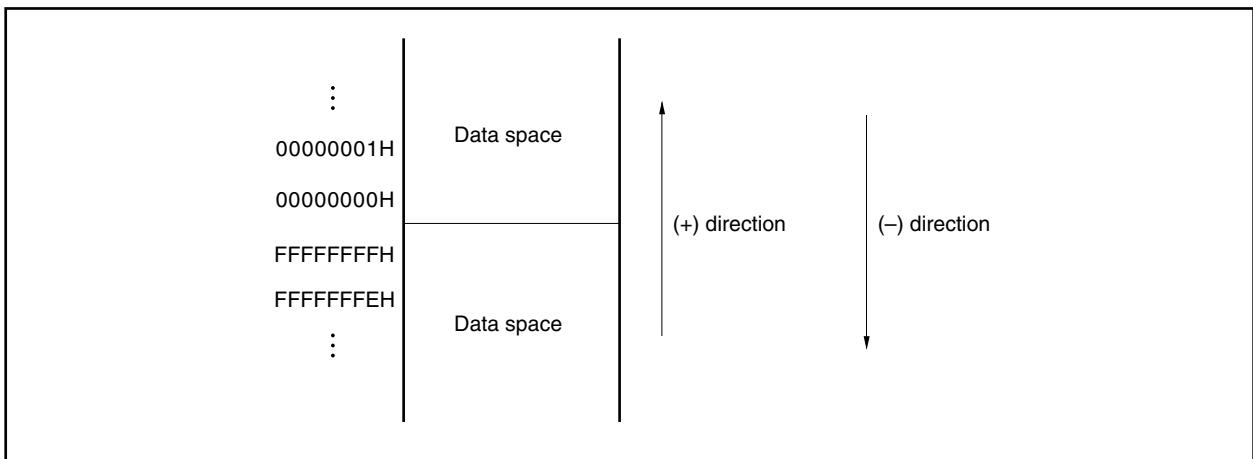 ⋮
00000001H
00000000H
FFFFFFFFH
FFFFFFFEH
⋮
Data space
Data space
(+) direction
(–) direction